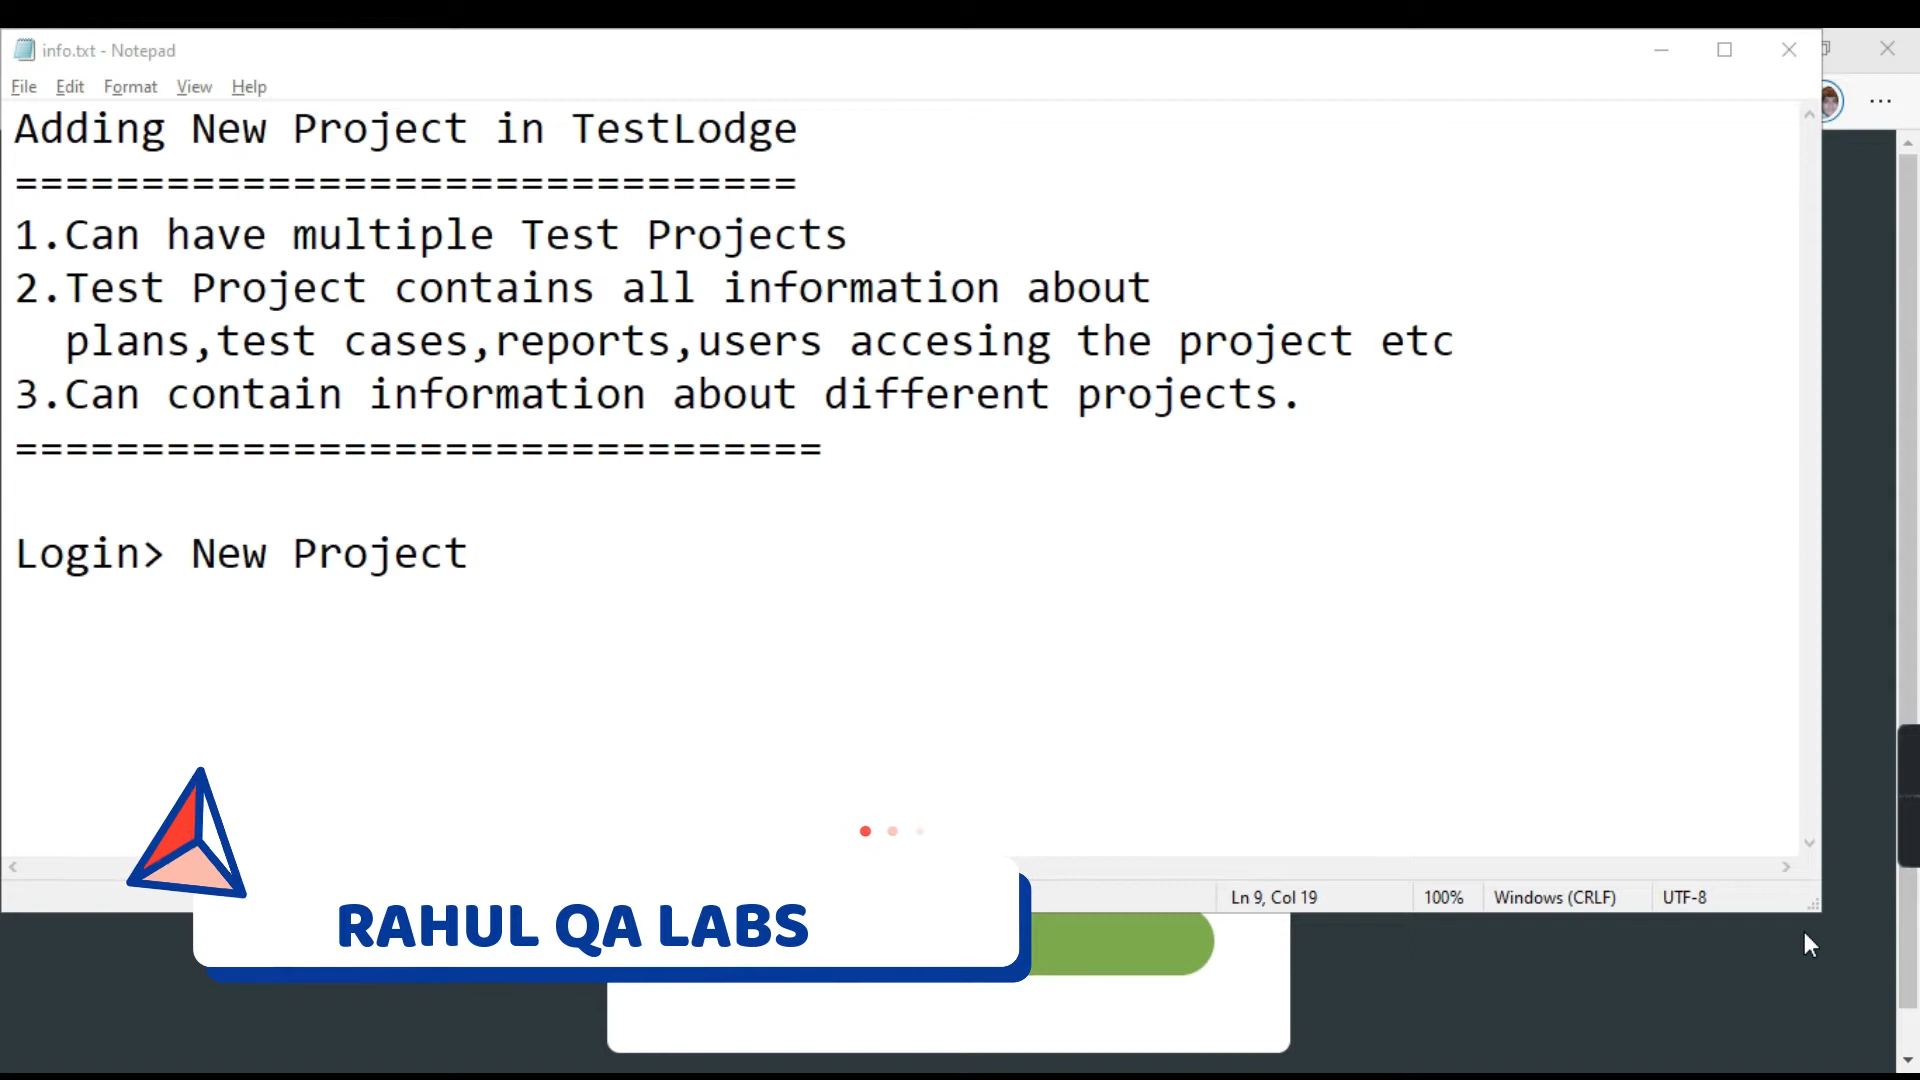 info.txt - Notepad
File Edit Format View Help
Adding New Project in TestLodge
===============================
1.Can have multiple Test Projects
2.Test Project contains all information about
plans,test cases,reports,users accesing the project etc
3.Can contain information about different projects.
================================
Login> New Project
RAHUL QA LABS
Ln 9, Col 19 100% Windows (CRLF) UTF-8